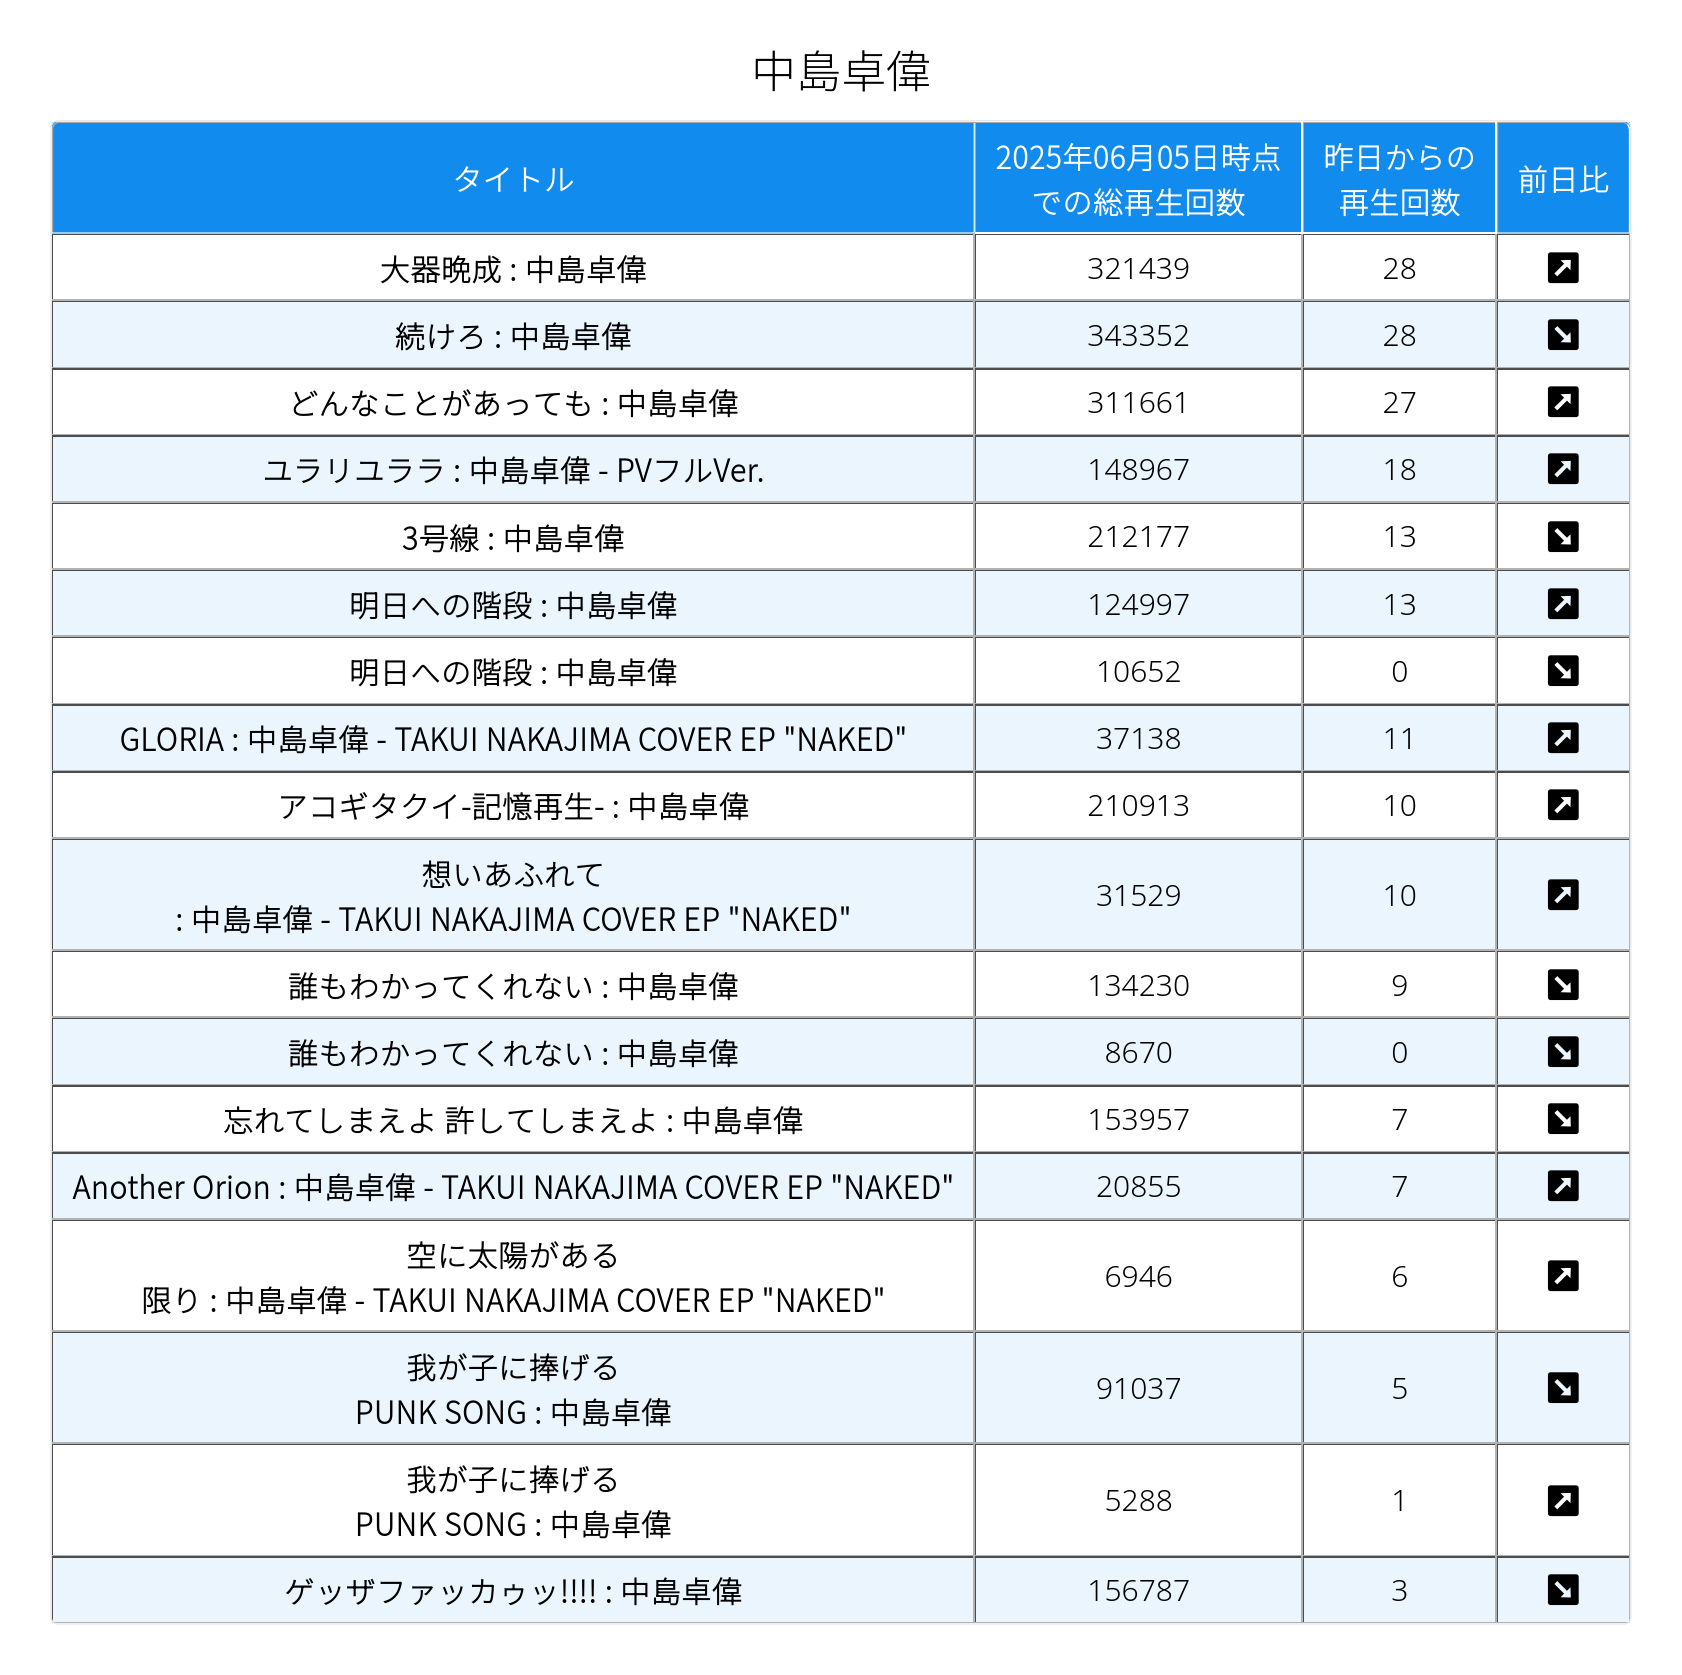 中島卓偉
タイトル
2025年06月05日時点
での総再生回数
昨日からの
再生回数
前日比
大器晩成 : 中島卓偉 321439 28
続けろ : 中島卓偉 343352 28
どんなことがあっても : 中島卓偉 311661 27
ユラリユララ : 中島卓偉 - PVフルVer. 148967 18
3号線 : 中島卓偉 212177 13
明日への階段 : 中島卓偉 124997 13
明日への階段 : 中島卓偉 10652 0
GLORIA : 中島卓偉 - TAKUI NAKAJIMA COVER EP "NAKED" 37138 11
アコギタクイ-記憶再生- : 中島卓偉 210913 10
想いあふれて
: 中島卓偉 - TAKUI NAKAJIMA COVER EP "NAKED" 31529 10
誰もわかってくれない : 中島卓偉 134230 9
誰もわかってくれない : 中島卓偉 8670 0
忘れてしまえよ 許してしまえよ : 中島卓偉 153957 7
Another Orion : 中島卓偉 - TAKUI NAKAJIMA COVER EP "NAKED" 20855 7
空に太陽がある
限り : 中島卓偉 - TAKUI NAKAJIMA COVER EP "NAKED" 6946 6
我が子に捧げる
PUNK SONG : 中島卓偉 91037 5
我が子に捧げる
PUNK SONG : 中島卓偉 5288 1
ゲッザファッカゥッ!!!! : 中島卓偉 156787 3